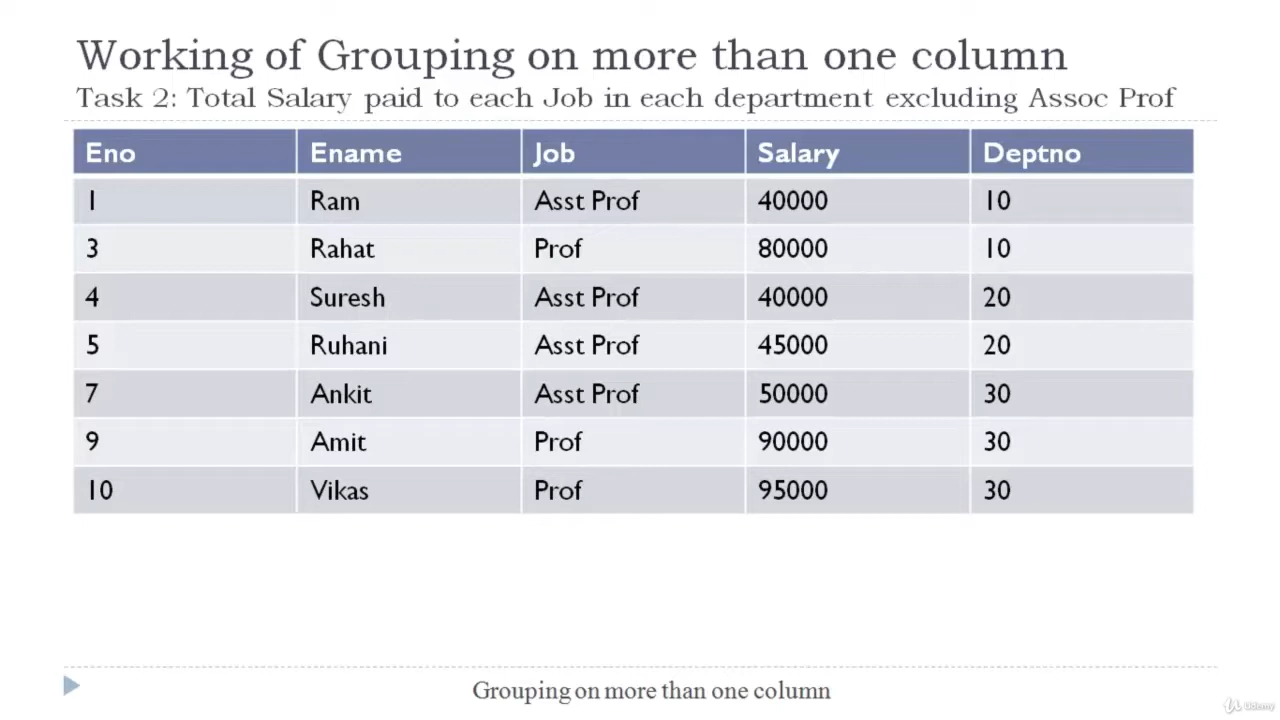 Working of Grouping on more than one column
Task 2: Total Salary paid to each Job in each department excluding Assoc Prof
Eno Ename Job Salary Deptno
1 Ram Asst Prof 40000 10
3 Rahat Prof 80000 10
4 Suresh Asst Prof 40000 20
5 Ruhani Asst Prof 45000 20
7 Ankit Asst Prof 50000 30
9 Amit Prof 90000 30
10 Vikas Prof 95000 30
Grouping on more than one column
Udemy